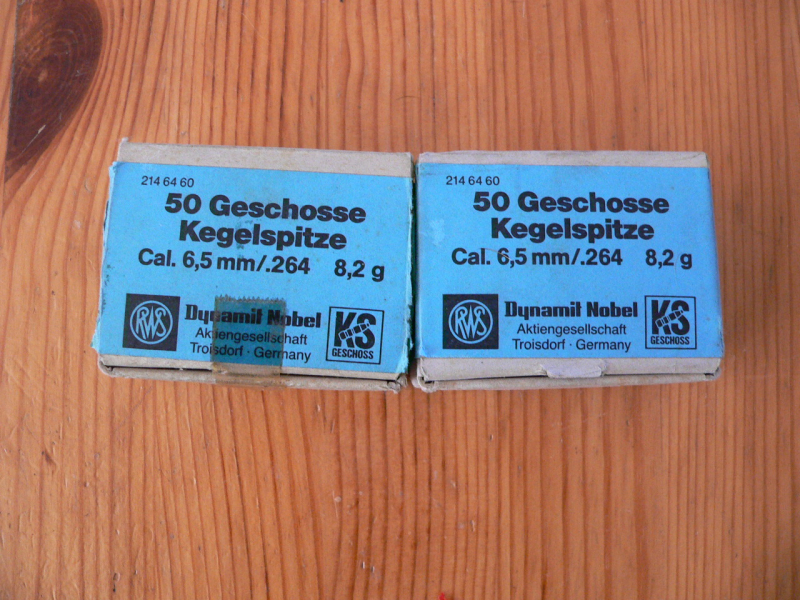 214 64 60
50 Geschosse
Kegelspitze
Cal. 6,5 mm/.264 8,2 g
RWS
Dynamit Nobel
Aktiengesellschaft
Troisdorf · Germany
KS
GESCHOSS
214 64 60
50 Geschosse
Kegelspitze
Cal. 6,5 mm/.264 8,2 g
RWS
Dynamit Nobel
Aktiengesellschaft
Troisdorf · Germany
KS
GESCHOSS